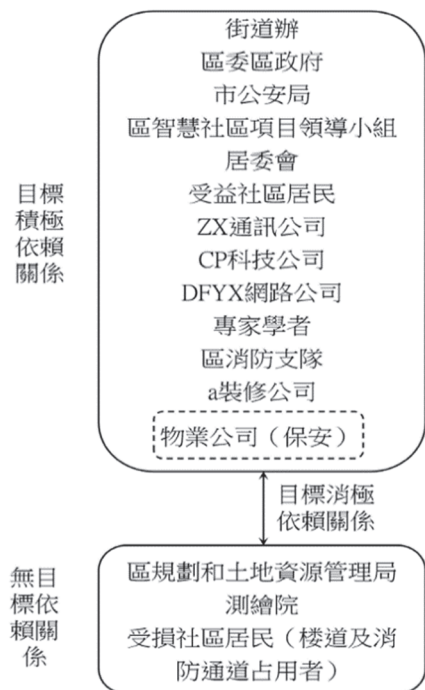 街道辦
區委區政府
市公安局
區智慧社區項目領導小組
居委會
受益社區居民
ZX通訊公司
CP科技公司
DFYX網路公司
專家學者
區消防支隊
a裝修公司
物業公司（保安）
目標
積極
依賴
關係
目標消極
依賴關係
無目
標依
賴關
係
區規劃和土地資源管理局
測繪院
受損社區居民（楼道及消
防通道占用者）